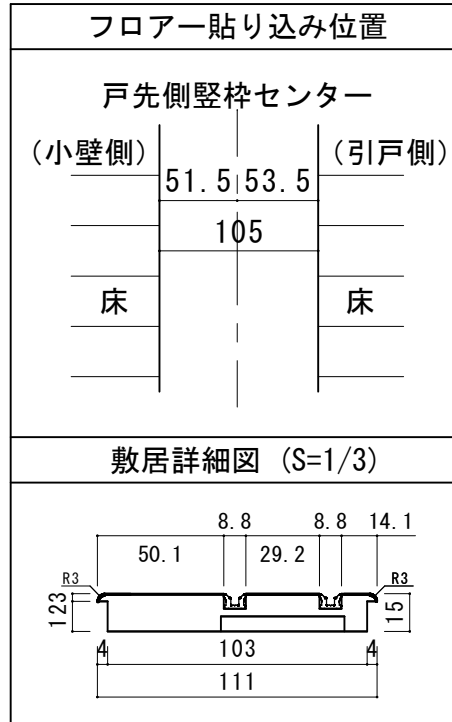 フロアー貼り込み位置
戸先側竪枠センター
(小壁側) (引戸側)
51.5 53.5
105
床 床
敷居詳細図 (S=1/3)
8.8 8.8 14.1
50.1 29.2
R3 R3
12 3 15
4 103 4
111